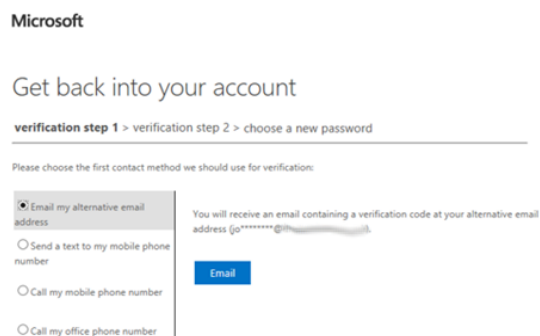 Microsoft
Get back into your account
verification step 1 > verification step 2 > choose a new password
Please choose the first contact method we should use for verification:
Email my alternative email
address
Send a text to my mobile phone
number
Call my mobile phone number
Call my office phone number
You will receive an email containing a verification code at your alternative email
address (jo********@ ).
Email